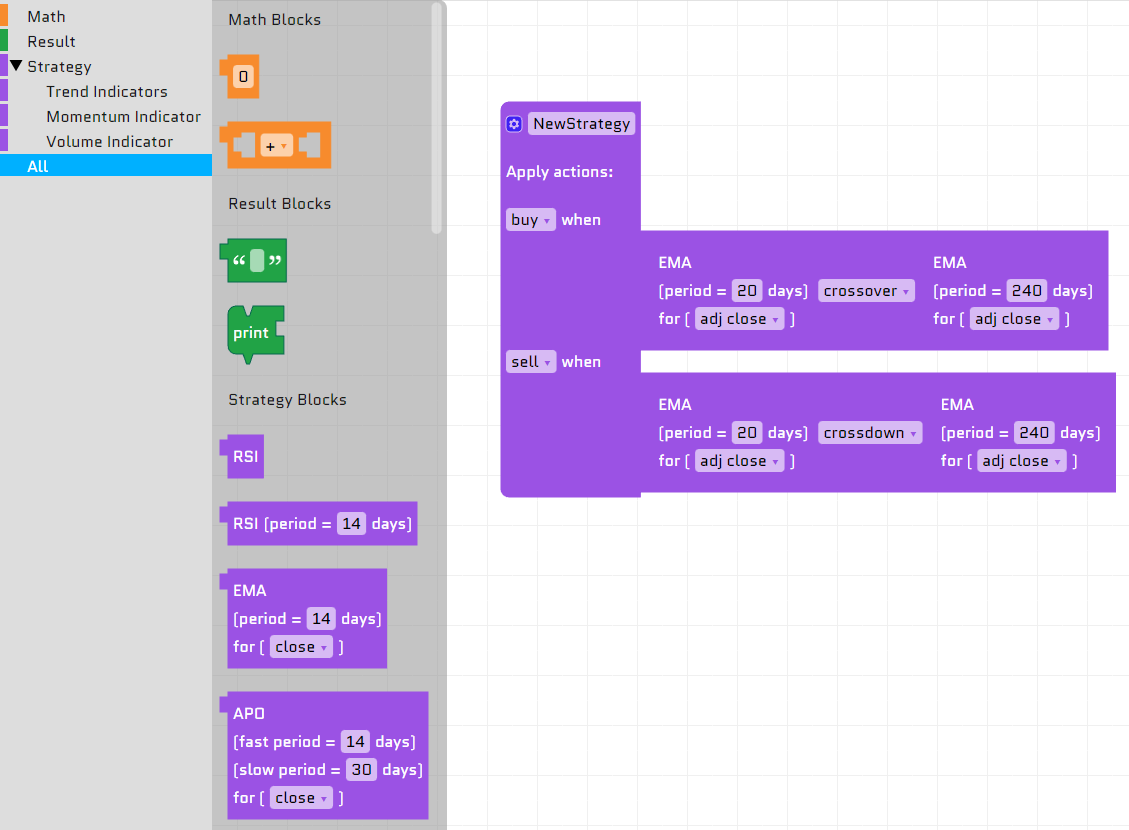 Math
Result
Strategy
Trend Indicators
Momentum Indicator
Volume Indicator
All
Math Blocks
0
+
Result Blocks
“ ”
print
Strategy Blocks
RSI
RSI (period = 14 days)
EMA
(period = 14 days)
for ( close )
APO
(fast period = 14 days)
(slow period = 30 days)
for ( close )
NewStrategy
Apply actions:
buy when
EMA
(period = 20 days)
for ( adj close )
crossover
EMA
(period = 240 days)
for ( adj close )
sell when
EMA
(period = 20 days)
for ( adj close )
crossdown
EMA
(period = 240 days)
for ( adj close )